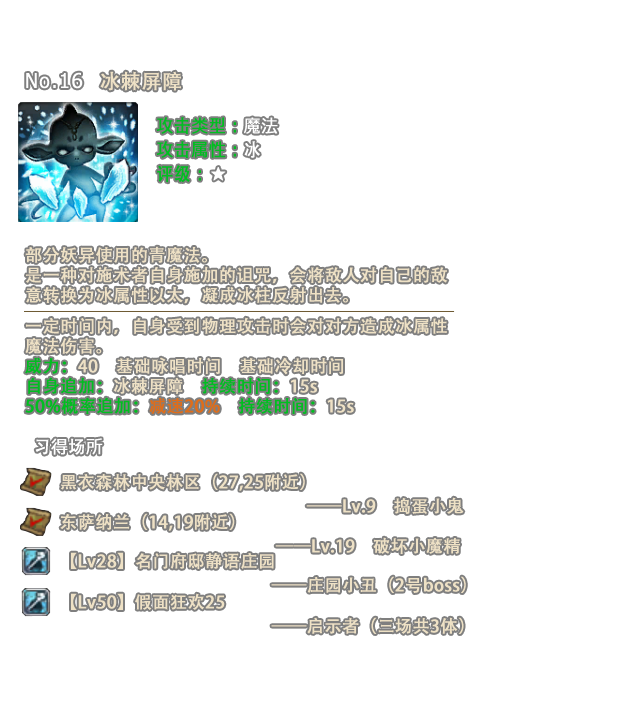 No.16 冰棘屏障
攻击类型：魔法
攻击属性：冰
评级：☆
部分妖异使用的青魔法。
是一种对施术者自身施加的诅咒，会将敌人对自己的敌
意转换为冰属性以太，凝成冰柱反射出去。
一定时间内，自身受到物理攻击时会对对方造成冰属性
魔法伤害。
威力：40 基础咏唱时间 基础冷却时间
自身追加：冰棘屏障 持续时间：15s
50%概率追加：减速20% 持续时间：15s
习得场所
黑衣森林中央林区（27,25附近）
——Lv.9 捣蛋小鬼
东萨纳兰（14,19附近）
——Lv.19 破坏小魔精
【Lv28】名门府邸静语庄园
——庄园小丑（2号boss）
【Lv50】假面狂欢25
——启示者（三场共3体）